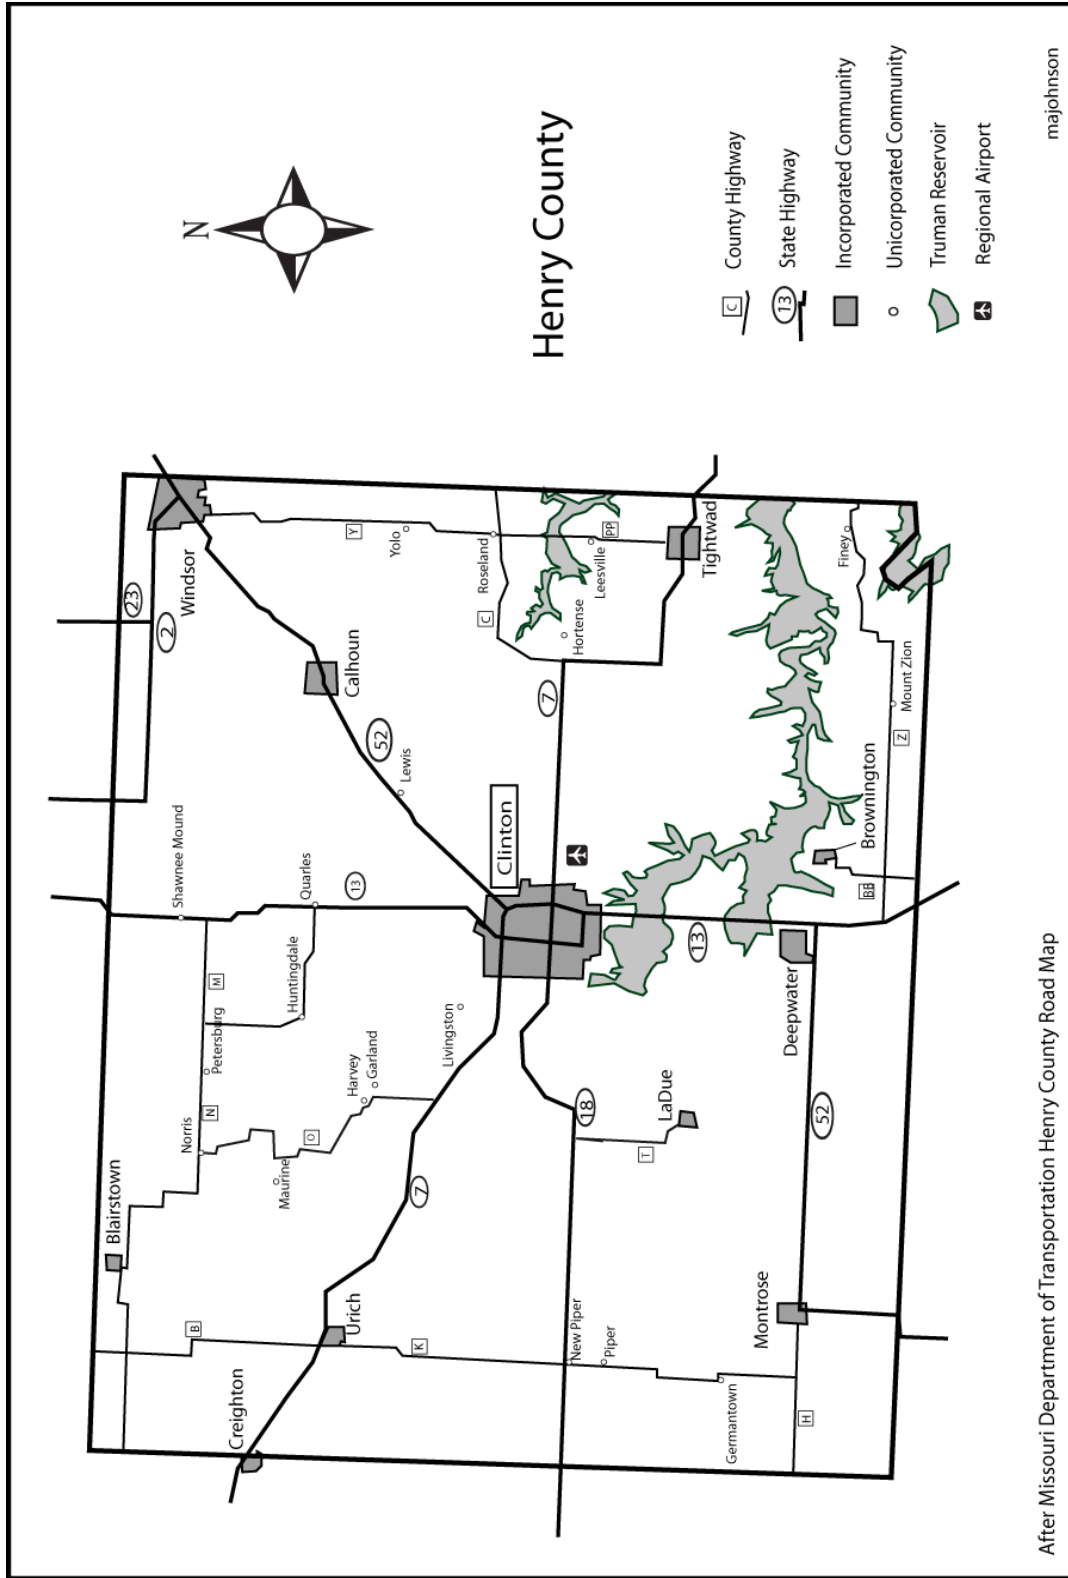 Henry County
N
C
County Highway
13
State Highway
Incorporated Community
Unicorporated Community
Truman Reservoir
Regional Airport
majohnson
After Missouri Department of Transportation Henry County Road Map
Blairstown
Creighton
B
Urich
K
New Piper
Piper
Germantown
Montrose
H
Norris
N
Petersburg
M
Shawnee Mound
Maurine
O
Harvey
Garland
Huntingdale
Quarles
13
Livingston
7
18
T
LaDue
Deepwater
52
13
23
2
Windsor
Calhoun
52
Lewis
Clinton
7
Y
Yolo
Roseland
C
Hortense
Leesville
PP
Tightwad
Finey
Mount Zion
Z
Brownington
BB